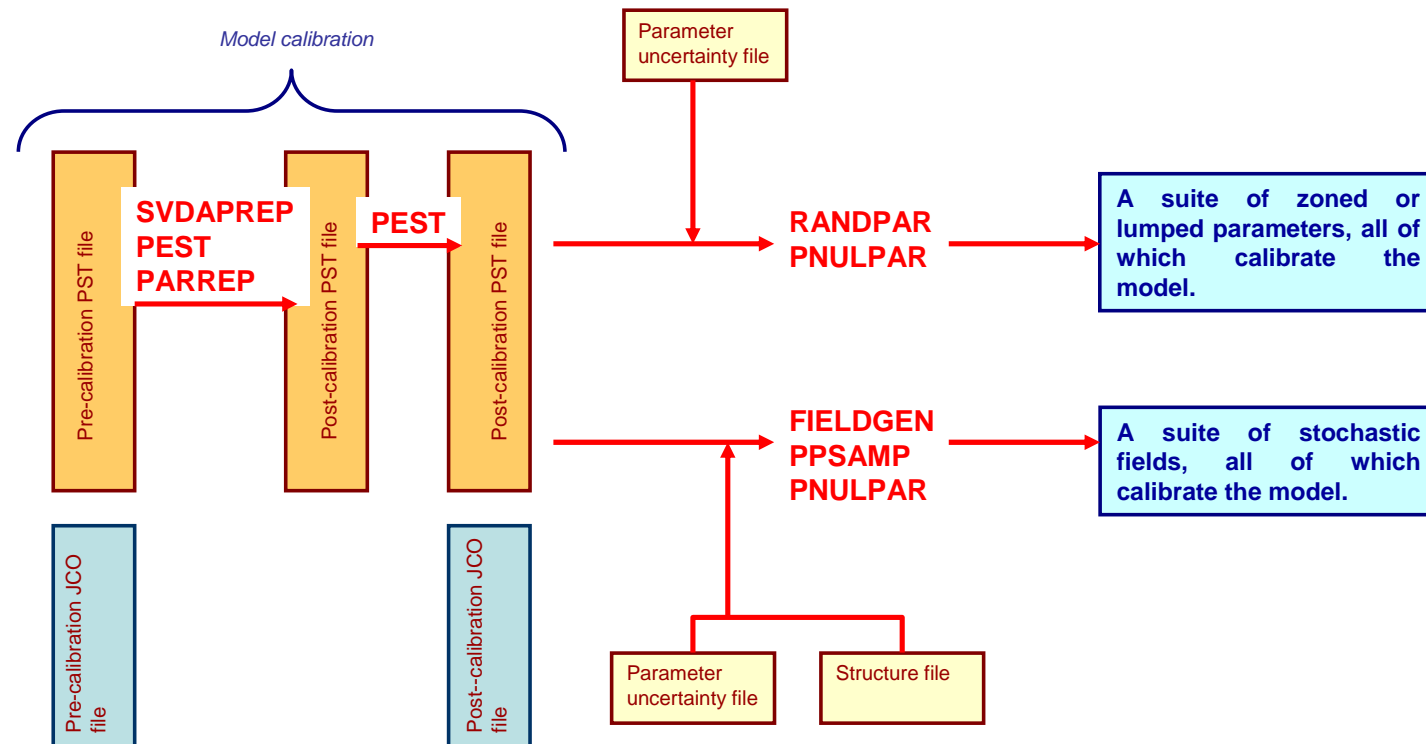 Model calibration
Parameter
uncertainty file
Pre-calibration PST file
SVDAPREP
PEST
PARREP
Post-calibration PST file
PEST
Post-calibration PST file
RANDPAR
PNULPAR
A suite of zoned or
lumped parameters, all of
which calibrate the
model.
FIELDGEN
PPSAMP
PNULPAR
A suite of stochastic
fields, all of which
calibrate the model.
Pre-calibration JCO
file
Post--calibration JCO
file
Parameter
uncertainty file
Structure file